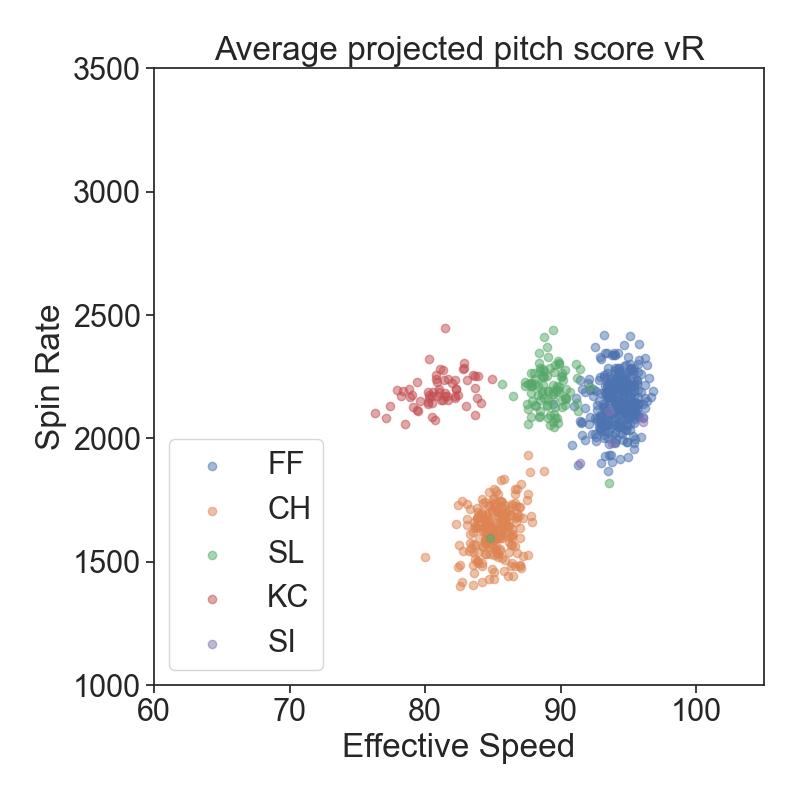 Average projected pitch score vR
3500
3000
2500
2000
1500
1000
Spin Rate
FF
CH
SL
KC
SI
60 70 80 90 100
Effective Speed